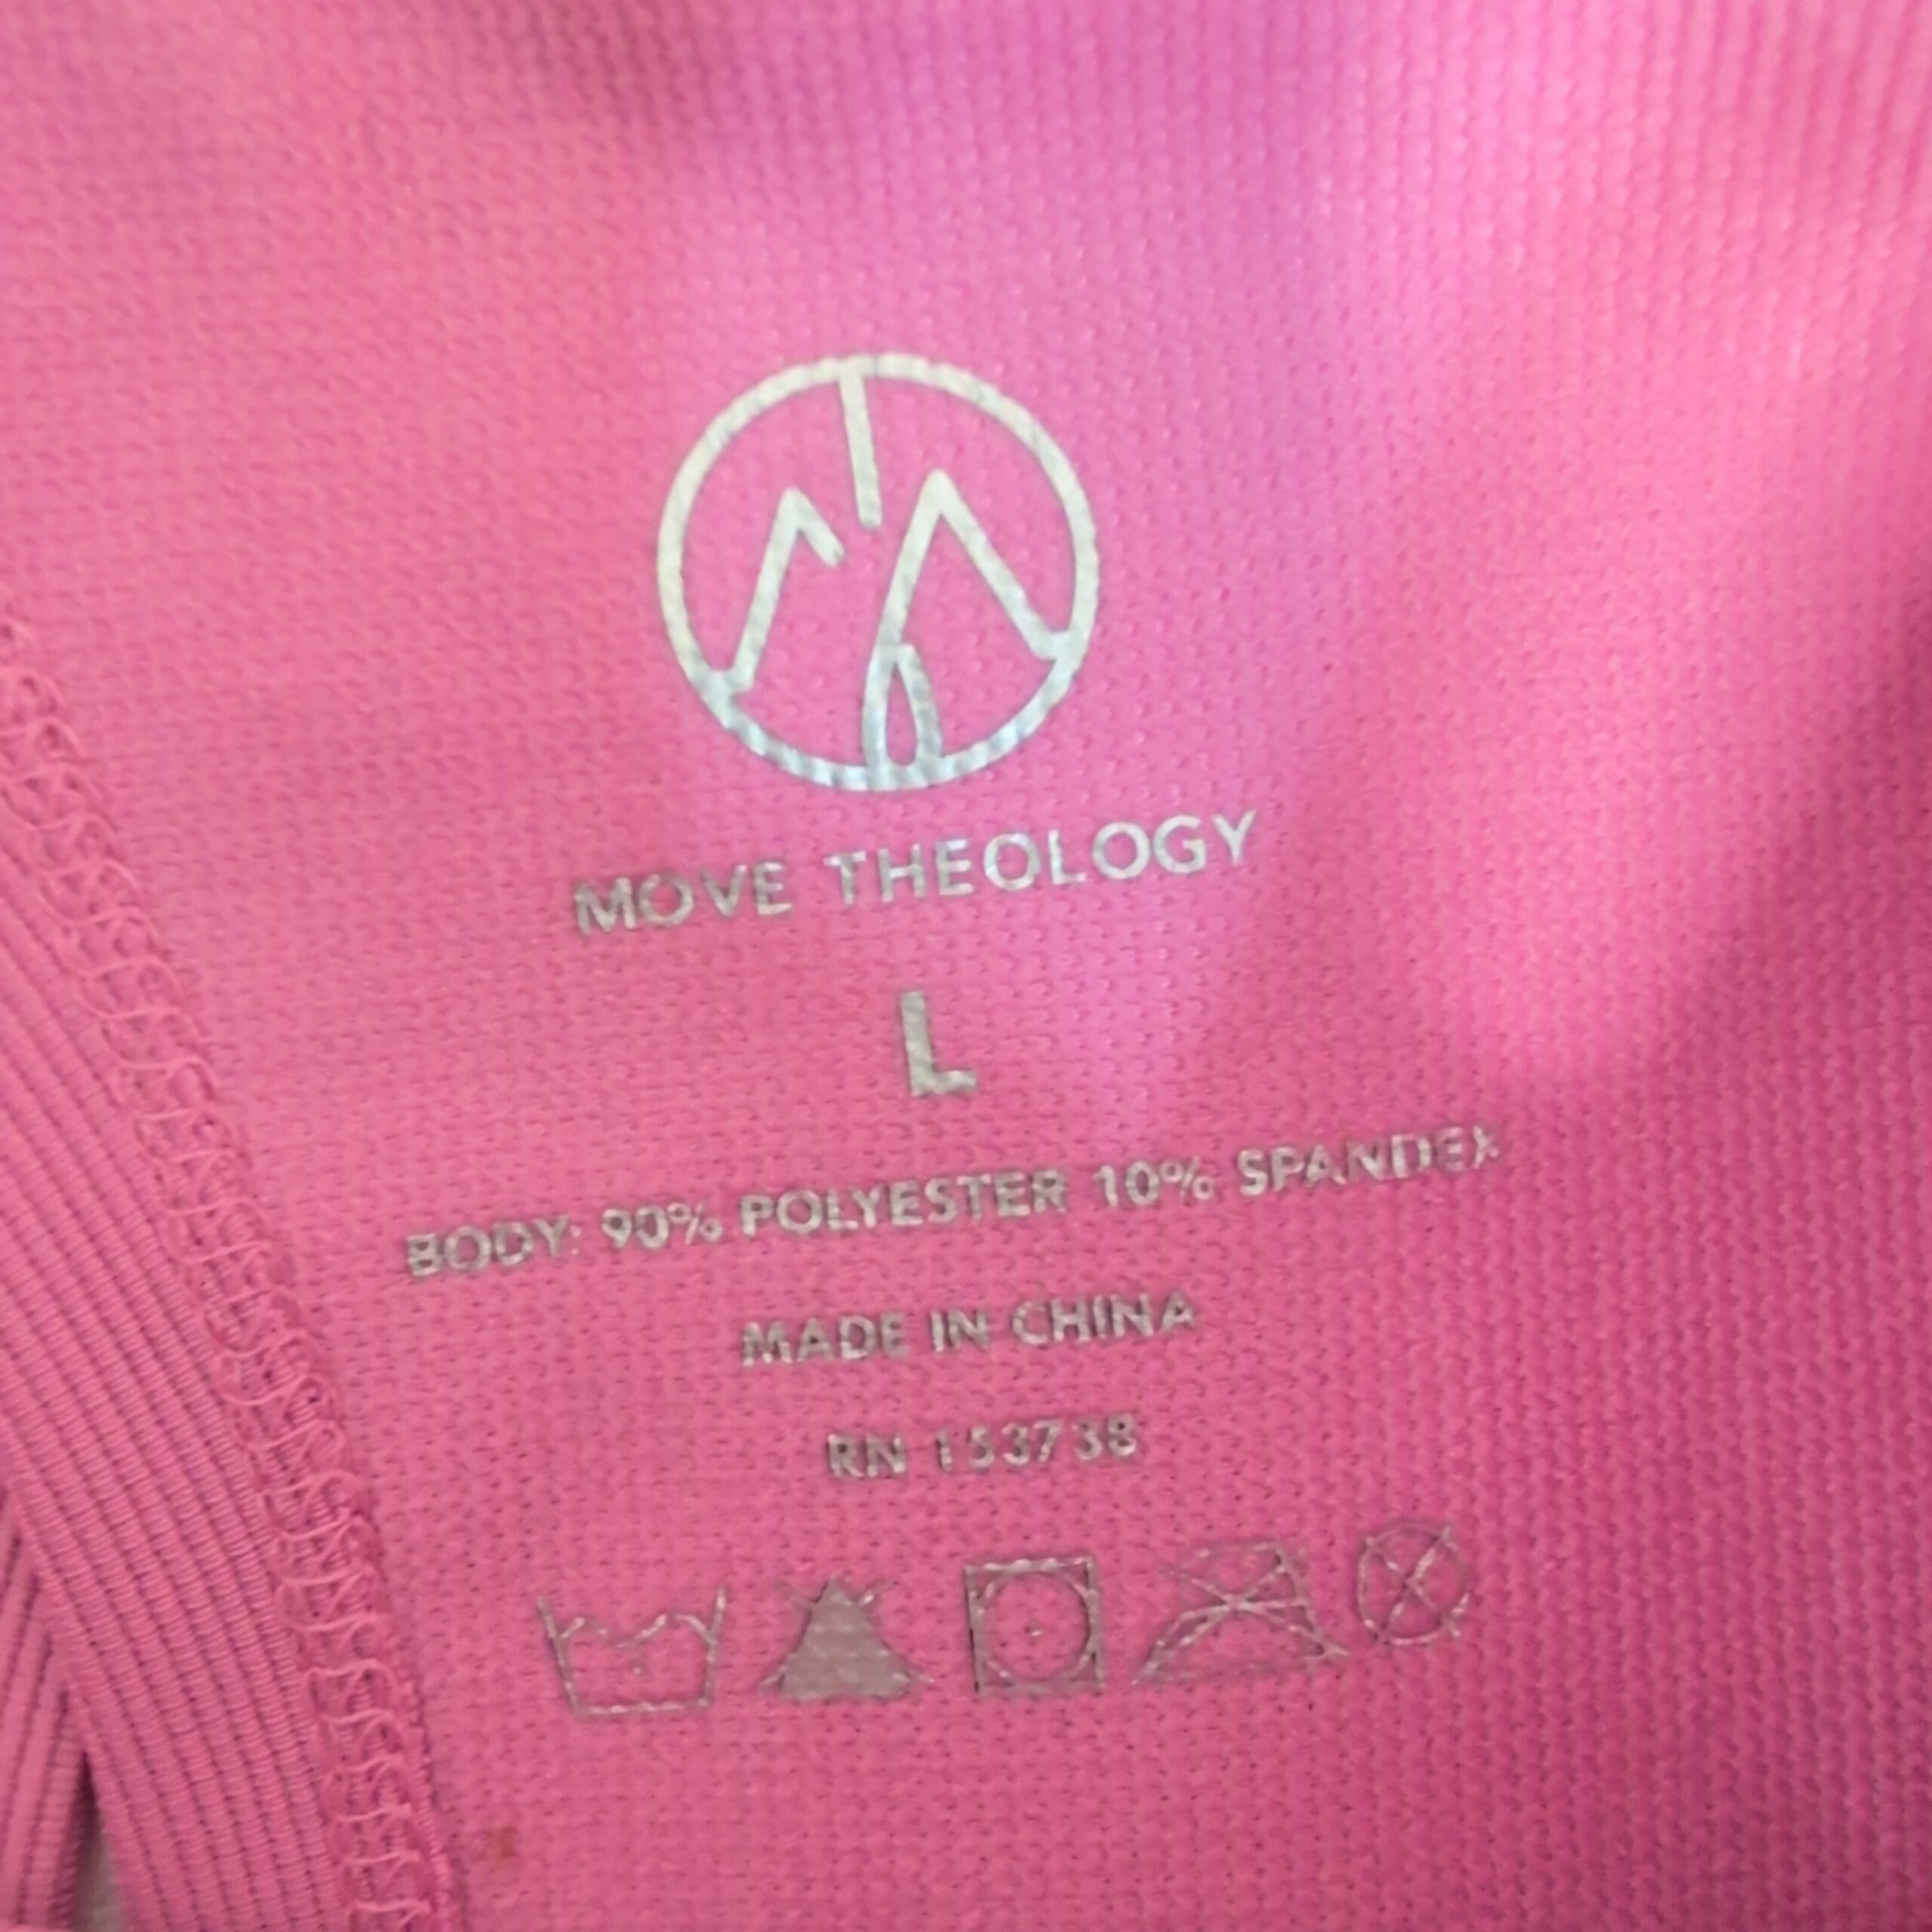 MOVE THEOLOGY
L
BODY: 90% POLYESTER 10% SPANDEX
MADE IN CHINA
RN 153738